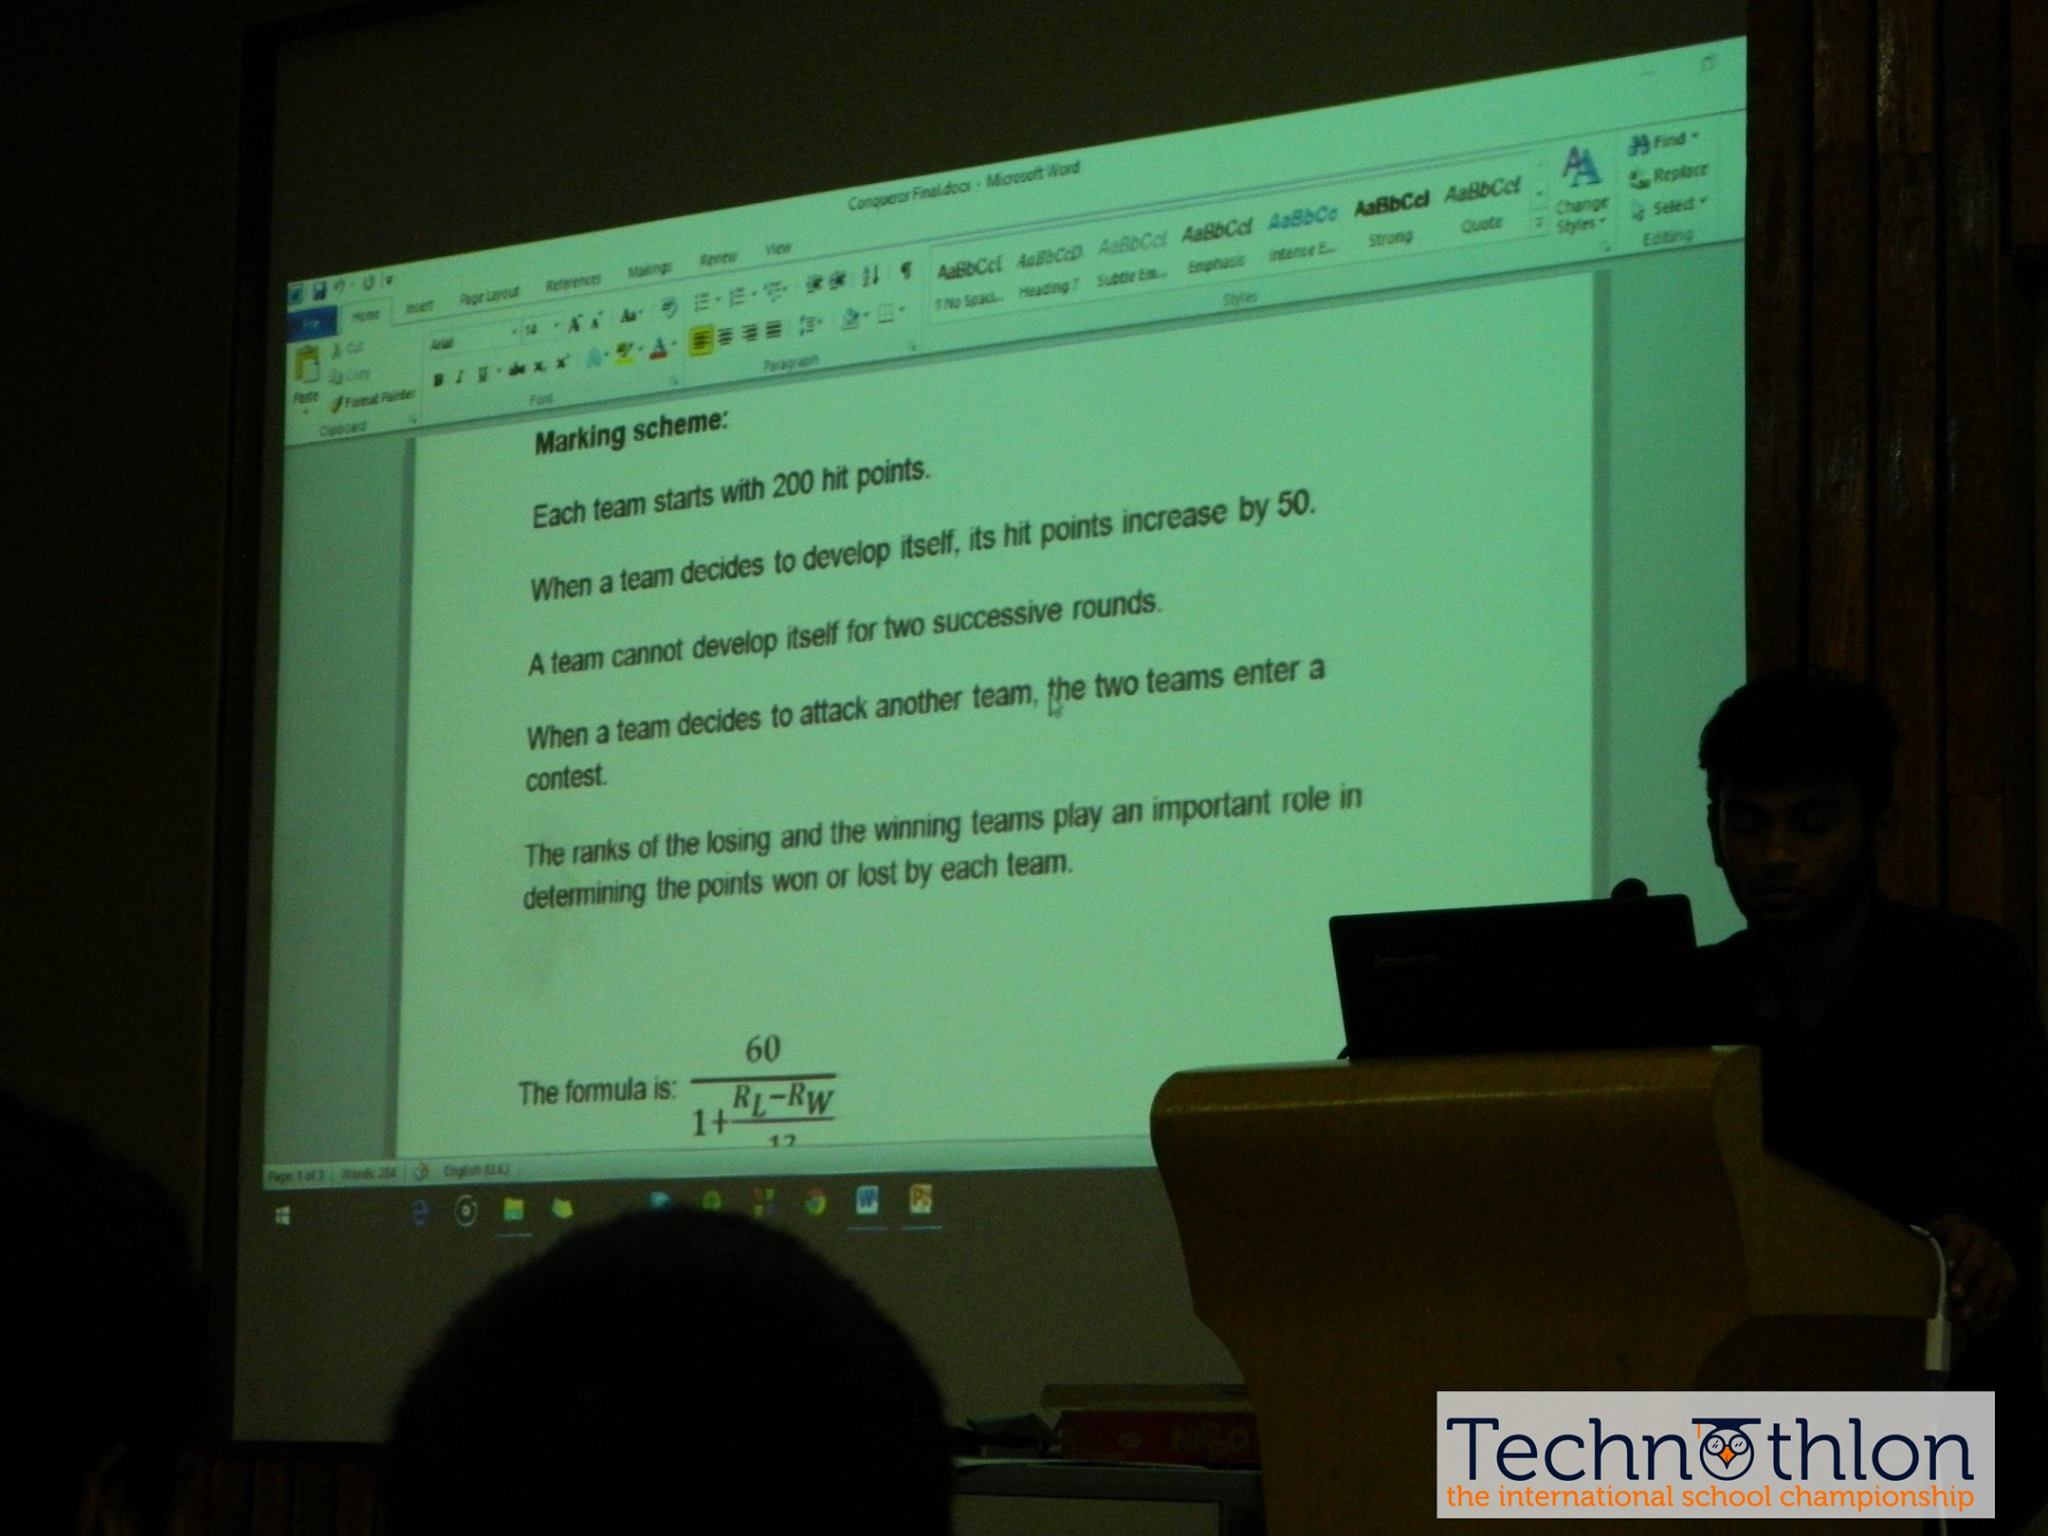 Conqueror Final.docx - Microsoft Word
File Home Insert Page Layout References Mailings Review View
Cut
Copy
Format Painter
Paste
Clipboard
Arial 14
Font
Paragraph
AaBbCcI AaBbCcD AaBbCcI AaBbCcI AaBbCc AaBbCcI AaBbCcI
¶ No Spaci... Heading 7 Subtle Em... Emphasis Intense E... Strong Quote
Styles
Change
Styles
Find
Replace
Select
Editing
Marking scheme:
Each team starts with 200 hit points.
When a team decides to develop itself, its hit points increase by 50.
A team cannot develop itself for two successive rounds.
When a team decides to attack another team, the two teams enter a
contest.
The ranks of the losing and the winning teams play an important role in
determining the points won or lost by each team.
60
The formula is:
1+
R_L−R_W
Page: 1 of 3 Words: 284 English (U.K.)
Technothlon
the international school championship